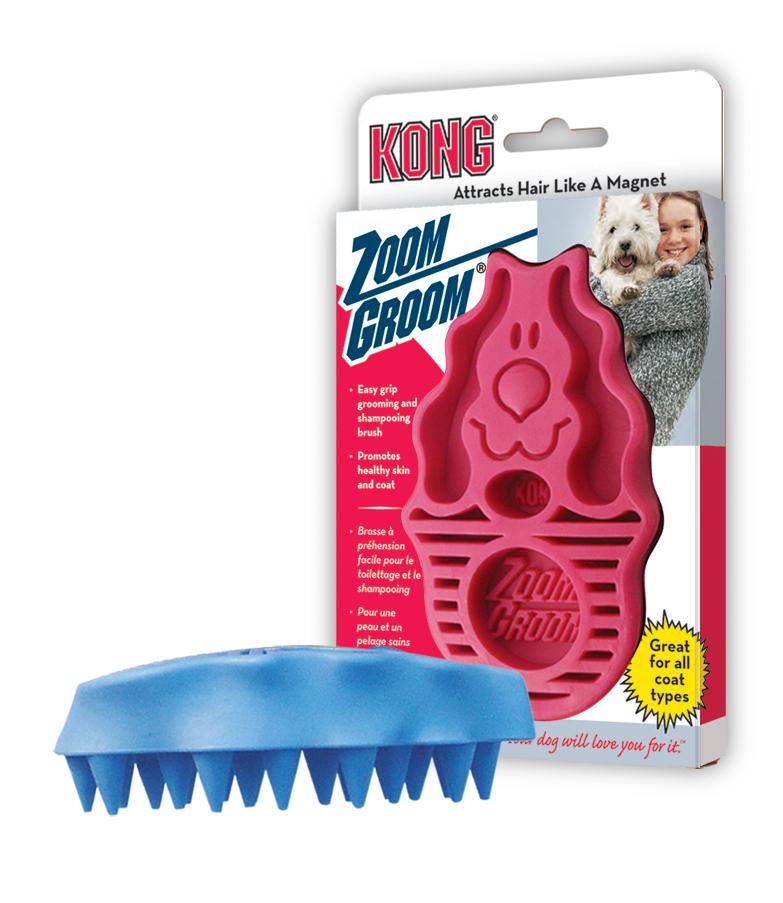 KONG®
Attracts Hair Like A Magnet
ZOOM
GROOM®
• Easy grip
grooming and
shampooing
brush
• Promotes
healthy skin
and coat
• Brosse à
préhension
facile pour le
toilettage et le
shampooing
• Pour une
peau et un
pelage sains
KON
ZOOM
GROOM
Great
for all
coat
types
dog will love you for it.™